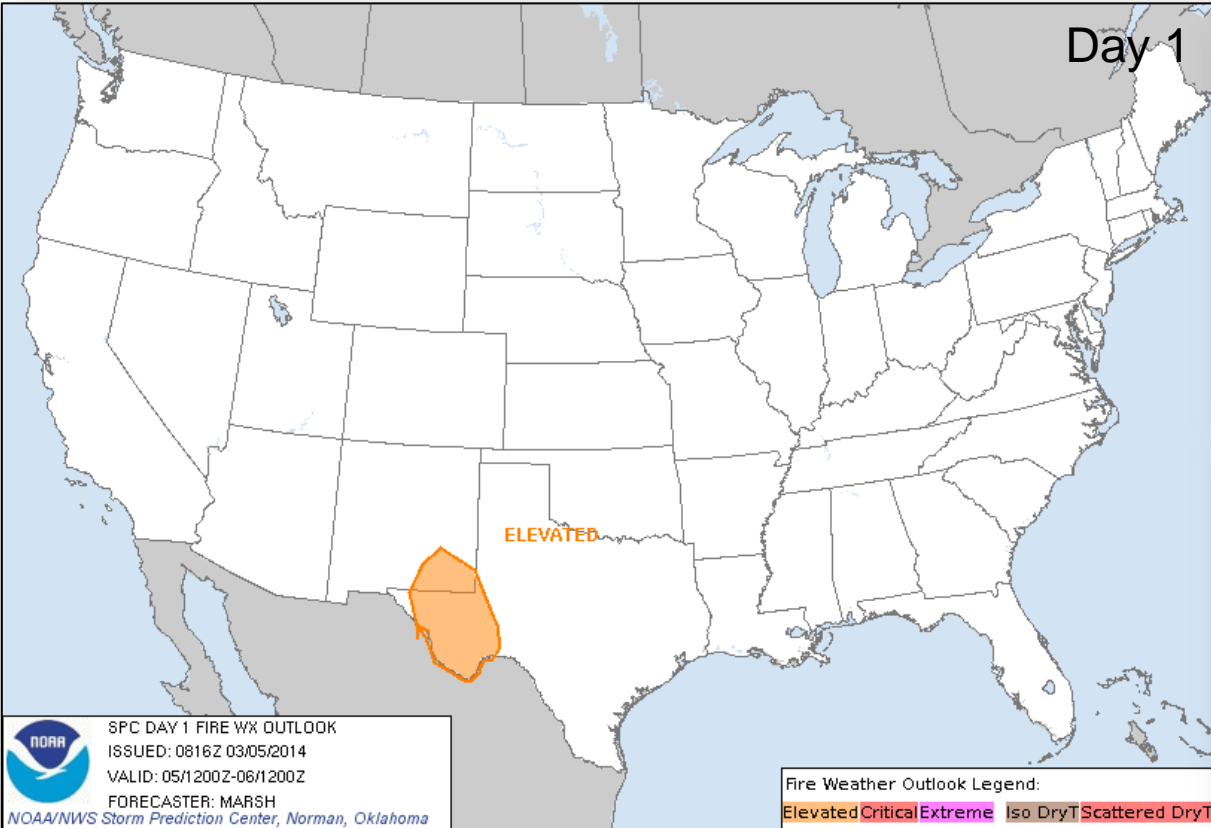 Day 1
ELEVATED
NOAA
SPC DAY 1 FIRE WX OUTLOOK
ISSUED: 0816Z 03/05/2014
VALID: 05/1200Z-06/1200Z
FORECASTER: MARSH
NOAA/NWS Storm Prediction Center, Norman, Oklahoma
Fire Weather Outlook Legend:
Elevated Critical Extreme Iso DryT Scattered DryT